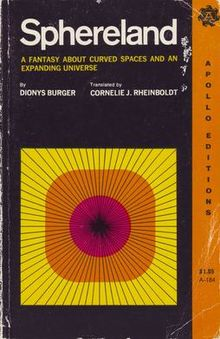 Sphereland
A FANTASY ABOUT CURVED SPACES AND AN
EXPANDING UNIVERSE
By
DIONYS BURGER
Translated by
CORNELIE J. RHEINBOLDT
APOLLO EDITIONS
$1.95
A-184